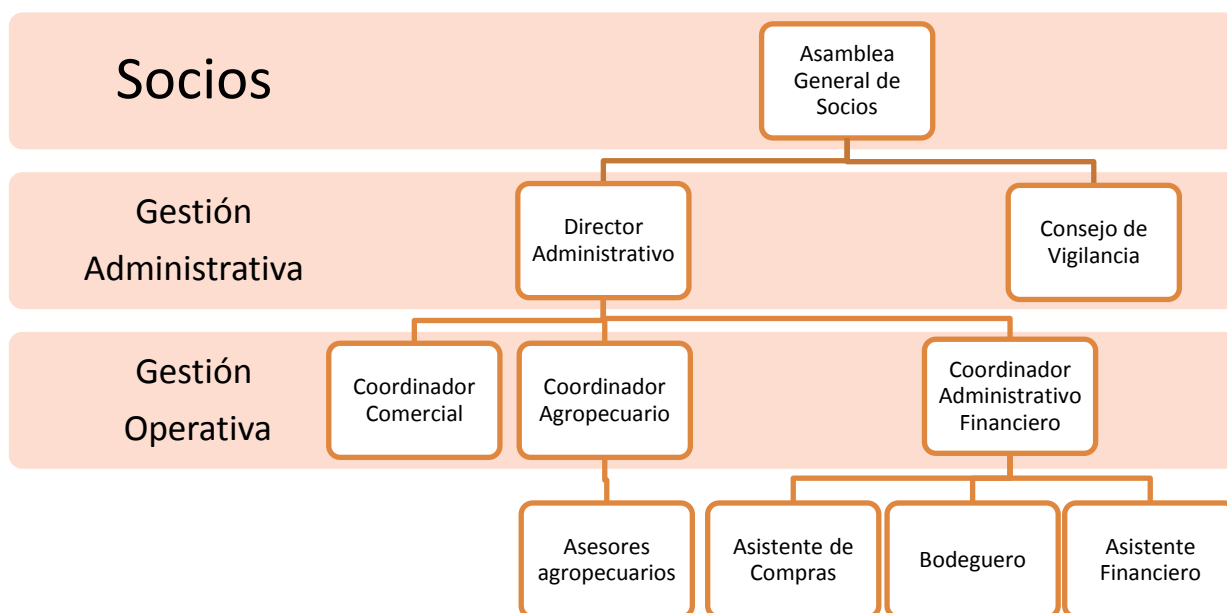 Socios
Asamblea
General de
Socios
Gestión
Administrativa
Director
Administrativo
Consejo de
Vigilancia
Gestión
Operativa
Coordinador
Comercial
Coordinador
Agropecuario
Coordinador
Administrativo
Financiero
Asesores
agropecuarios
Asistente de
Compras
Bodeguero
Asistente
Financiero